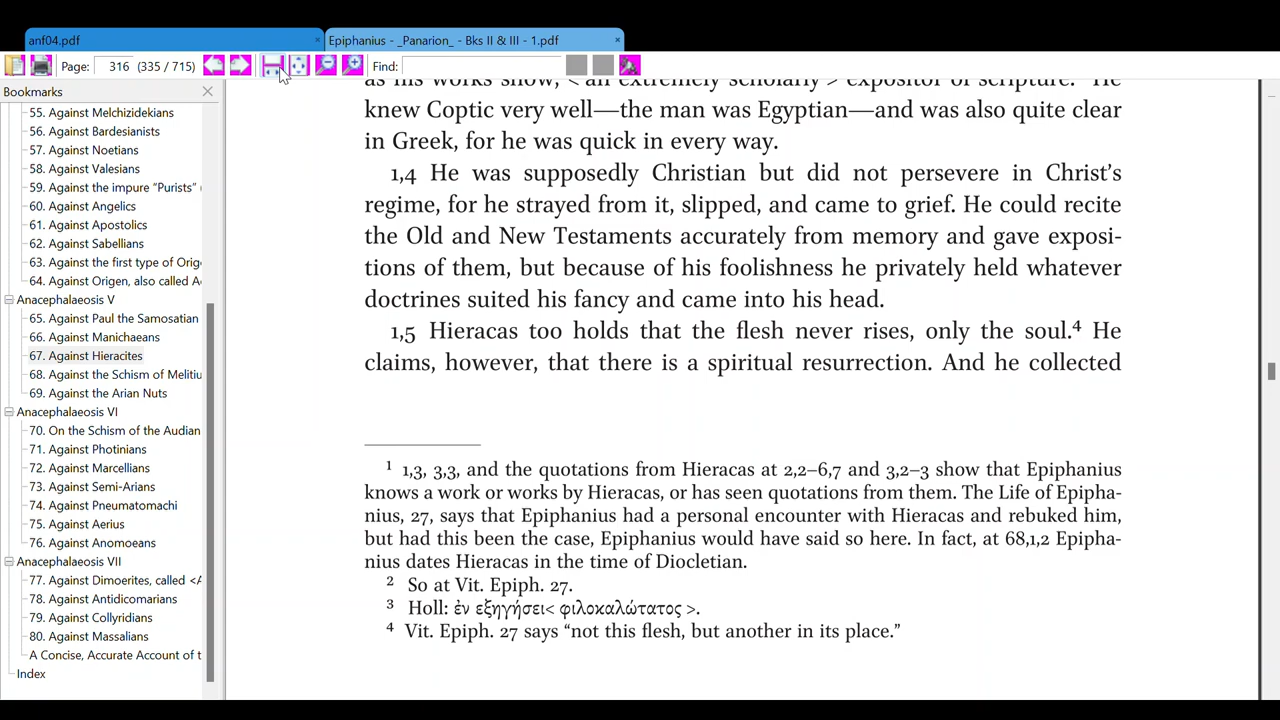 anf04.pdf
Epiphanius - _Panarion_ - Bks II & III - 1.pdf
Page: 316 (335 / 715)
Find:
Bookmarks
55. Against Melchizidekians
56. Against Bardesianists
57. Against Noetians
58. Against Valesians
59. Against the impure “Purists” (
60. Against Angelics
61. Against Apostolics
62. Against Sabellians
63. Against the first type of Orig
64. Against Origen, also called A
Anacephalaeosis V
65. Against Paul the Samosatian
66. Against Manichaeans
67. Against Hieracites
68. Against the Schism of Melitiu
69. Against the Arian Nuts
Anacephalaeosis VI
70. On the Schism of the Audian
71. Against Photinians
72. Against Marcellians
73. Against Semi-Arians
74. Against Pneumatomachi
75. Against Aerius
76. Against Anomoeans
Anacephalaeosis VII
77. Against Dimoerites, called <A
78. Against Antidicomarians
79. Against Collyridians
80. Against Massalians
A Concise, Accurate Account of t
Index
as his works show, < an extremely scholarly > expositor of scripture. He
knew Coptic very well—the man was Egyptian—and was also quite clear
in Greek, for he was quick in every way.
1,4 He was supposedly Christian but did not persevere in Christ’s
regime, for he strayed from it, slipped, and came to grief. He could recite
the Old and New Testaments accurately from memory and gave exposi-
tions of them, but because of his foolishness he privately held whatever
doctrines suited his fancy and came into his head.
1,5 Hieracas too holds that the flesh never rises, only the soul.4 He
claims, however, that there is a spiritual resurrection. And he collected
1 1,3, 3,3, and the quotations from Hieracas at 2,2–6,7 and 3,2–3 show that Epiphanius
knows a work or works by Hieracas, or has seen quotations from them. The Life of Epipha-
nius, 27, says that Epiphanius had a personal encounter with Hieracas and rebuked him,
but had this been the case, Epiphanius would have said so here. In fact, at 68,1,2 Epipha-
nius dates Hieracas in the time of Diocletian.
2 So at Vit. Epiph. 27.
3 Holl: ἐν εξηγήσει< φιλοκαλώτατος >.
4 Vit. Epiph. 27 says “not this flesh, but another in its place.”